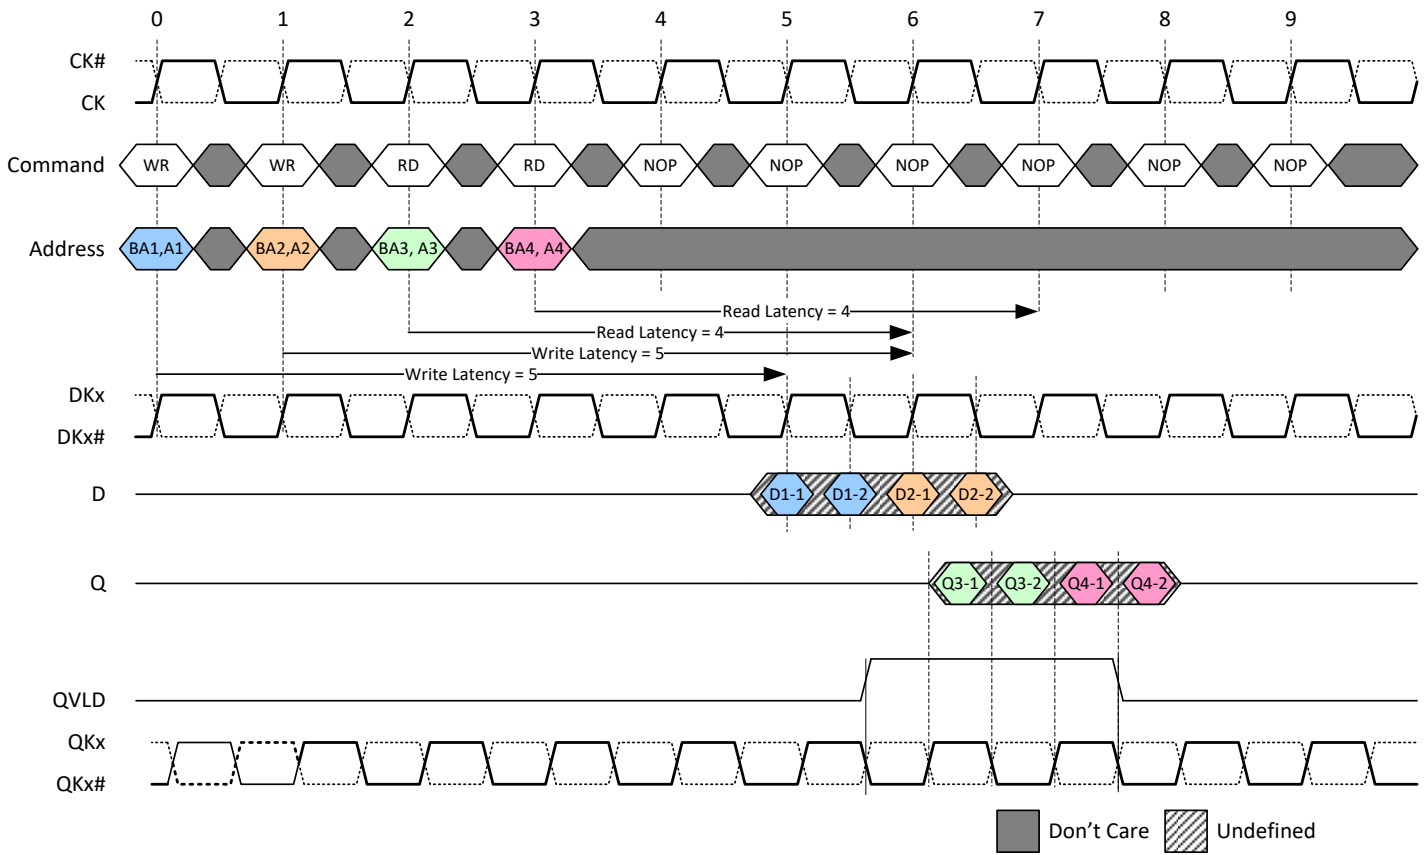 0 1 2 3 4 5 6 7 8 9
CK#
CK
Command WR WR RD RD NOP NOP NOP NOP NOP NOP
Address BA1,A1 BA2,A2 BA3, A3 BA4, A4
Read Latency = 4
Read Latency = 4
Write Latency = 5
Write Latency = 5
DKx
DKx#
D D1-1 D1-2 D2-1 D2-2
Q Q3-1 Q3-2 Q4-1 Q4-2
QVLD
QKx
QKx#
Don't Care Undefined